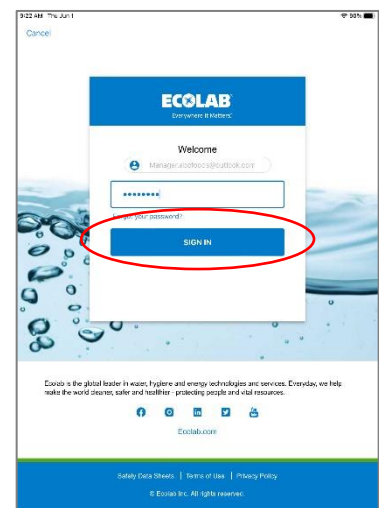 9:22 AM Thu Jun 1
93%
Cancel
ECOLAB
Everywhere It Matters.
Welcome
Manager.abcfoods@outlook.com
your password?
SIGN IN
Ecolab is the global leader in water, hygiene and energy technologies and services. Everyday, we help
make the world cleaner, safer and healthier - protecting people and vital resources.
Ecolab.com
Safety Data Sheets | Terms of Use | Privacy Policy
© Ecolab Inc. All rights reserved.